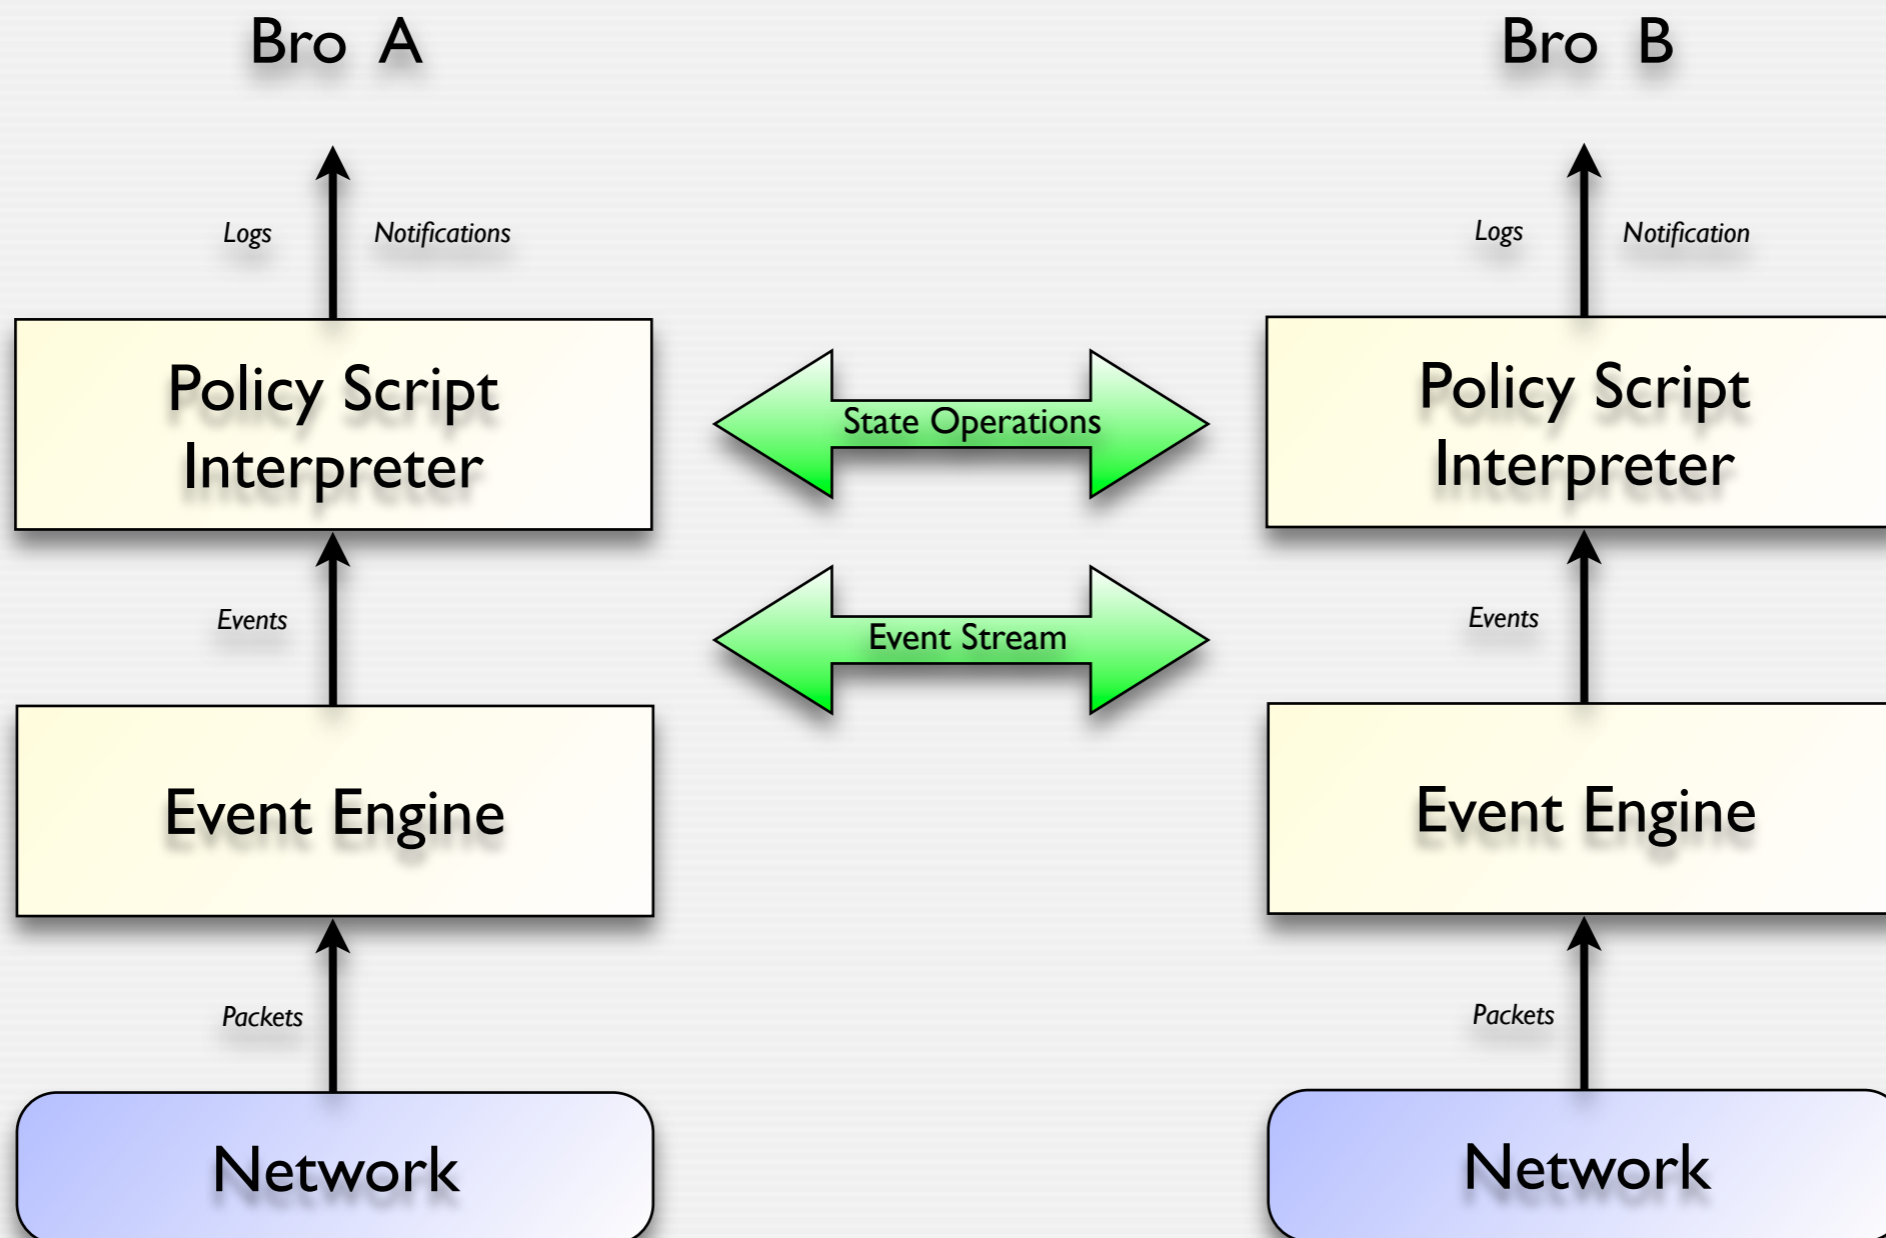 Bro A
Bro B
Logs
Notifications
Logs
Notification
Policy Script
Interpreter
State Operations
Policy Script
Interpreter
Events
Event Stream
Events
Event Engine
Event Engine
Packets
Packets
Network
Network